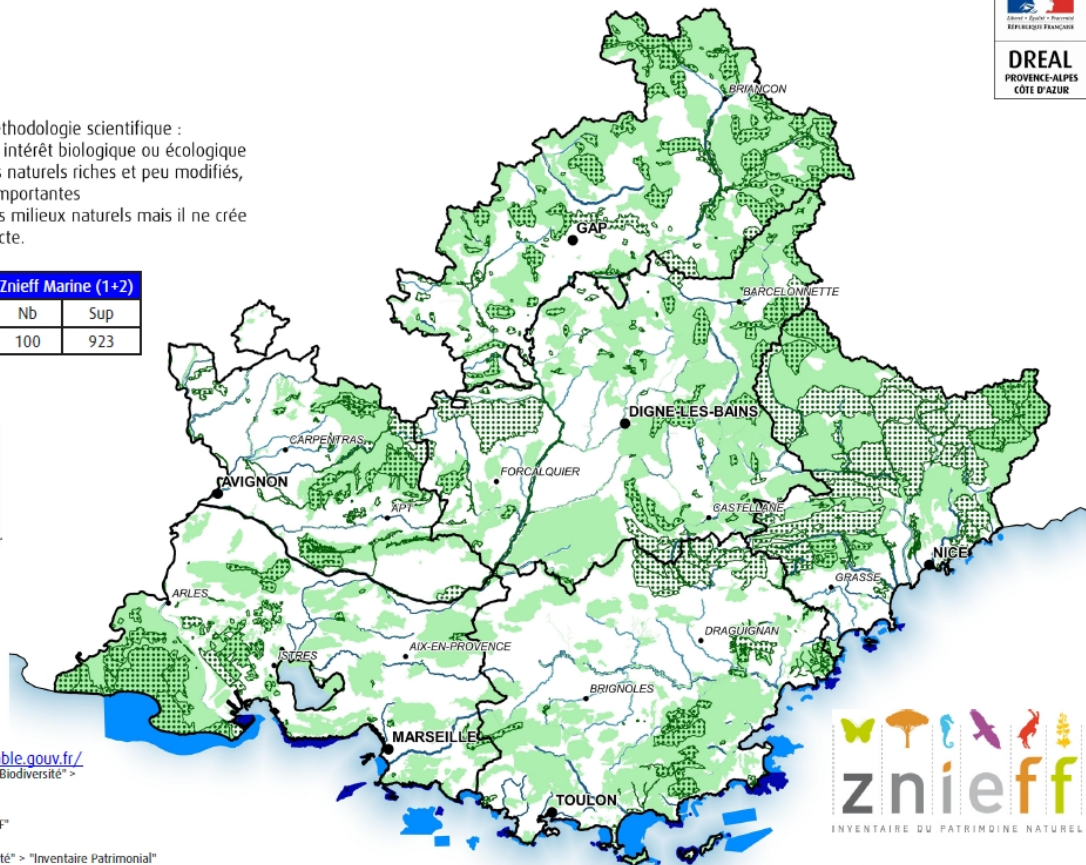 Liberté • Égalité • Fraternité
RÉPUBLIQUE FRANÇAISE
DREAL
PROVENCE-ALPES
CÔTE D'AZUR
éthodologie scientifique :
intérêt biologique ou écologique
s naturels riches et peu modifiés,
mportantes
s milieux naturels mais il ne crée
cte.
Znieff Marine (1+2)
Nb Sup
100 923
BRIANÇON
GAP
BARCELONNETTE
DIGNE-LES-BAINS
CARPENTRAS
FORCALQUIER
AVIGNON
APT
CASTELLANE
NICE
GRASSE
ARLES
DRAGUIGNAN
AIX-EN-PROVENCE
ISTRES
BRIGNOLES
MARSEILLE
TOULON
ble.gouv.fr/
Biodiversité" >
F"
té" > "Inventaire Patrimonial"
znieff
INVENTAIRE DU PATRIMOINE NATUREL